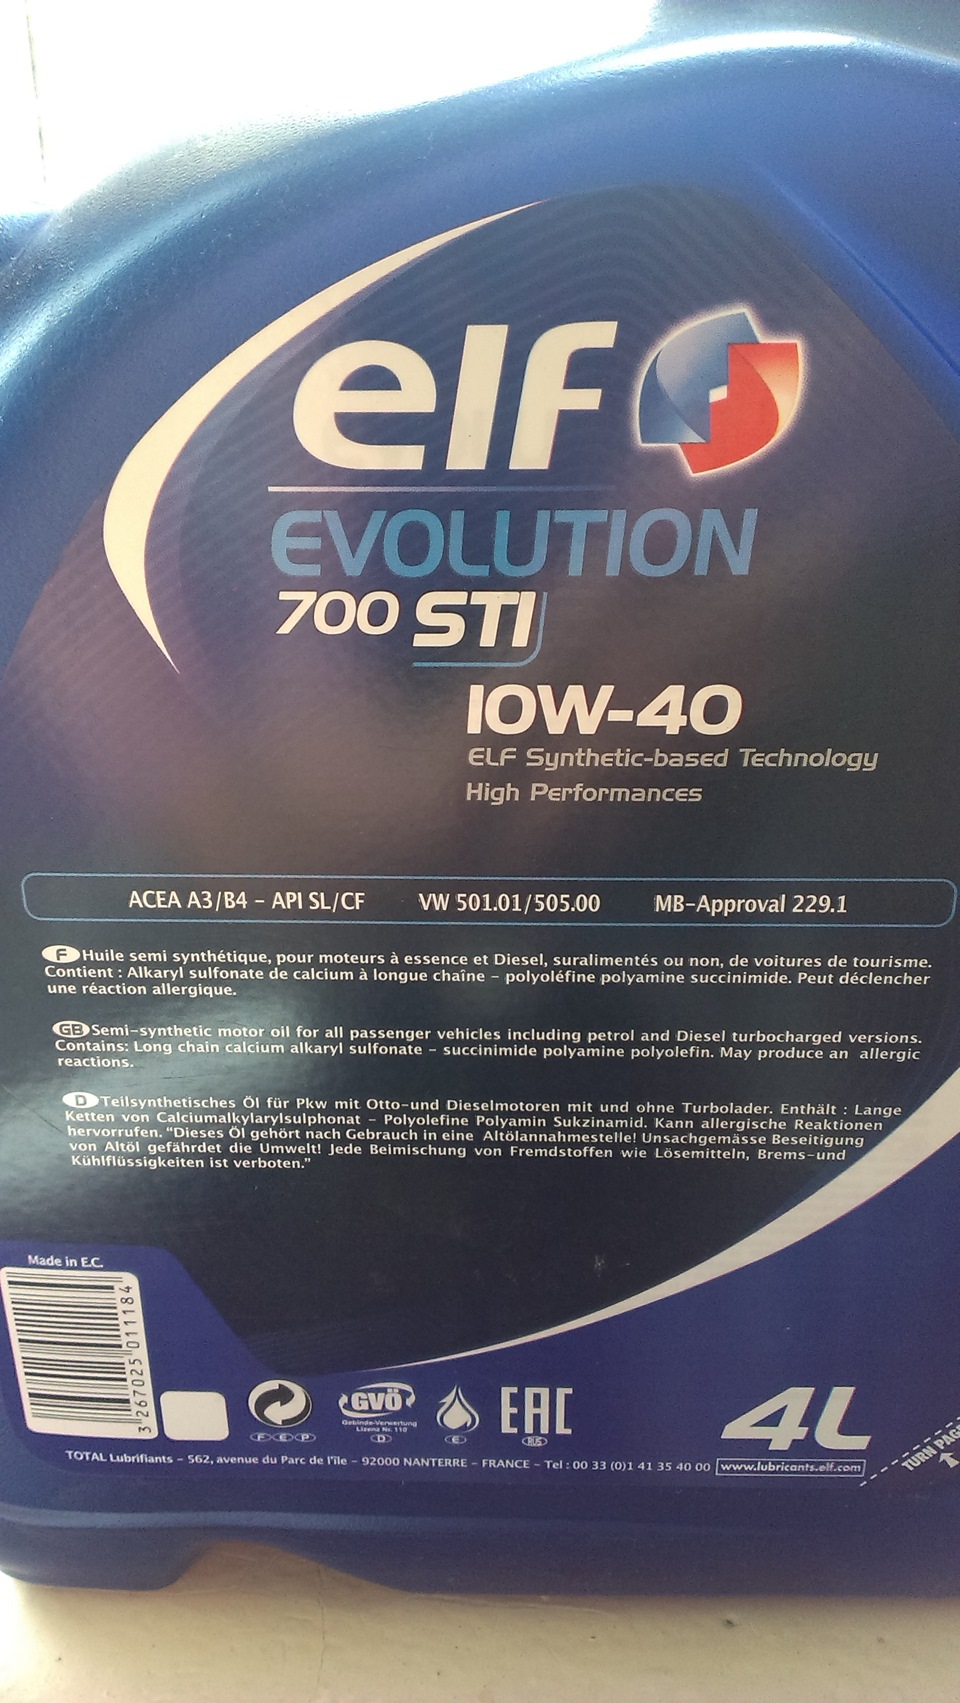 elf
EVOLUTION
700 STI
10W-40
ELF Synthetic-based Technology
High Performances
ACEA A3/B4 - API SL/CF VW 501.01/505.00 MB-Approval 229.1
F Huile semi synthétique, pour moteurs à essence et Diesel, suralimentés ou non, de voitures de tourisme.
Contient : Alkaryl sulfonate de calcium à longue chaîne - polyoléfine polyamine succinimide. Peut déclencher
une réaction allergique.
GB Semi-synthetic motor oil for all passenger vehicles including petrol and Diesel turbocharged versions.
Contains: Long chain calcium alkaryl sulfonate - succinimide polyamine polyolefin. May produce an allergic
reactions.
D Teilsynthetisches Öl für Pkw mit Otto-und Dieselmotoren mit und ohne Turbolader. Enthält : Lange
Ketten von Calciumalkylarylsulphonat - Polyolefine Polyamin Sukzinamid. Kann allergische Reaktionen
hervorrufen. "Dieses Öl gehört nach Gebrauch in eine Altölannahmestelle! Unsachgemässe Beseitigung
von Altöl gefährdet die Umwelt! Jede Beimischung von Fremdstoffen wie Lösemitteln, Brems-und
Kühlflüssigkeiten ist verboten."
Made in E.C.
3 267025 011184
F E P
GVÖ
Gebinde-Verwertung
Lizenz Nr. 110
D
E
EAC
RUS
4L
TURN PAGE
TOTAL Lubrifiants - 562, avenue du Parc de l'île - 92000 NANTERRE - FRANCE - Tel : 00 33 (0)1 41 35 40 00 www.lubricants.elf.com